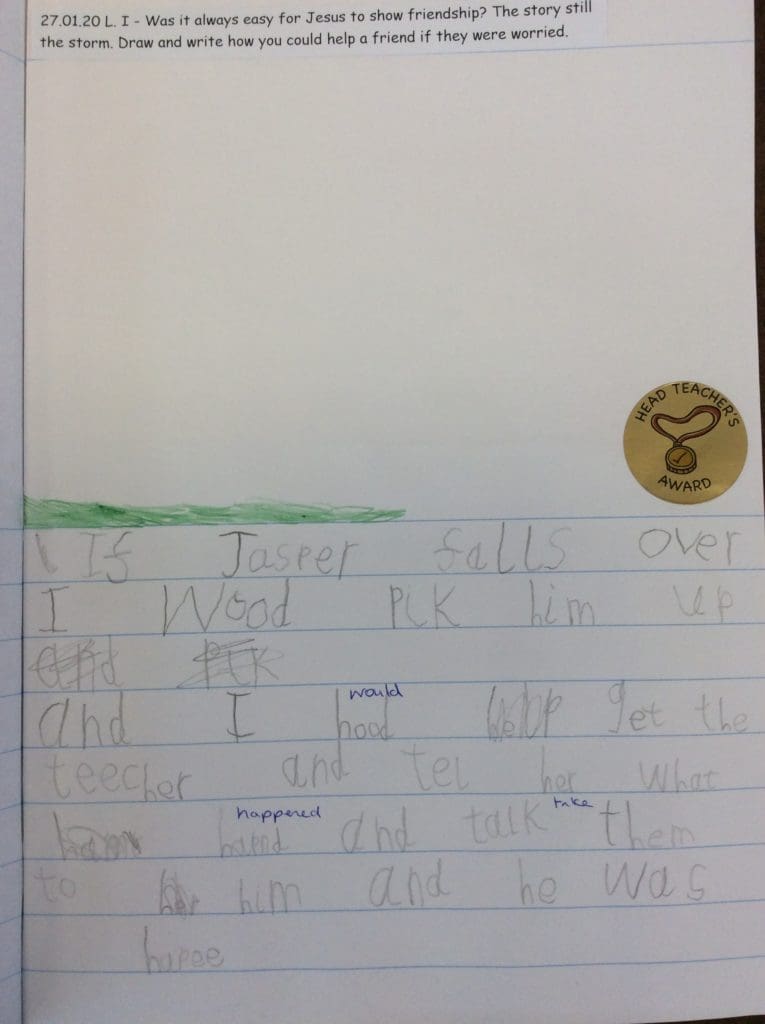 27.01.20 L. I - Was it always easy for Jesus to show friendship? The story still
the storm. Draw and write how you could help a friend if they were worried.
HEAD TEACHER'S
AWARD
If Jasper falls over
I Wood PiK him up
and PiK
and I hood get the
would
teecher and tel her what
happened
hapnd and talk them
take
to him and he was
hapee